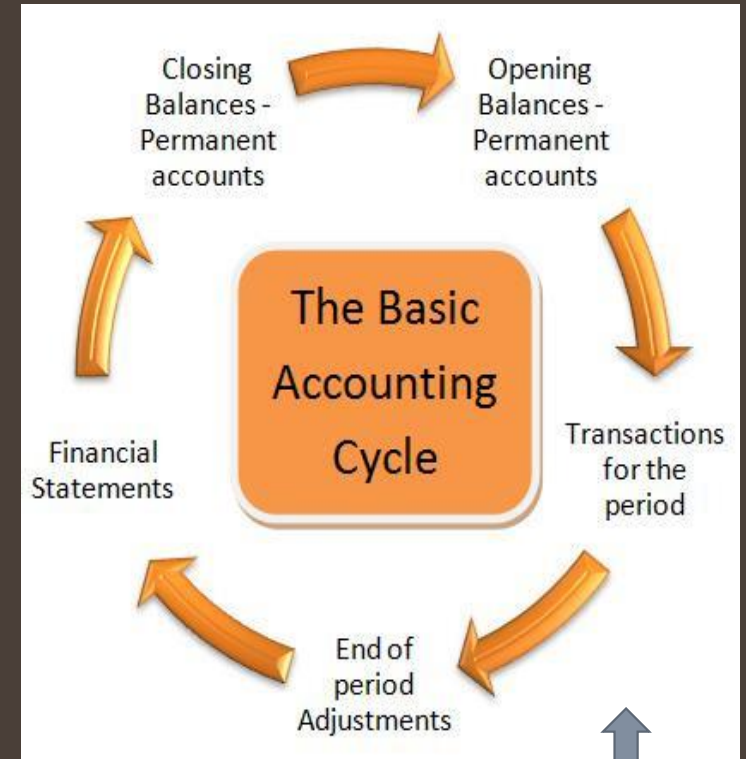 Closing
Balances -
Permanent
accounts
Opening
Balances -
Permanent
accounts
The Basic
Accounting
Cycle
Transactions
for the
period
Financial
Statements
End of
period
Adjustments